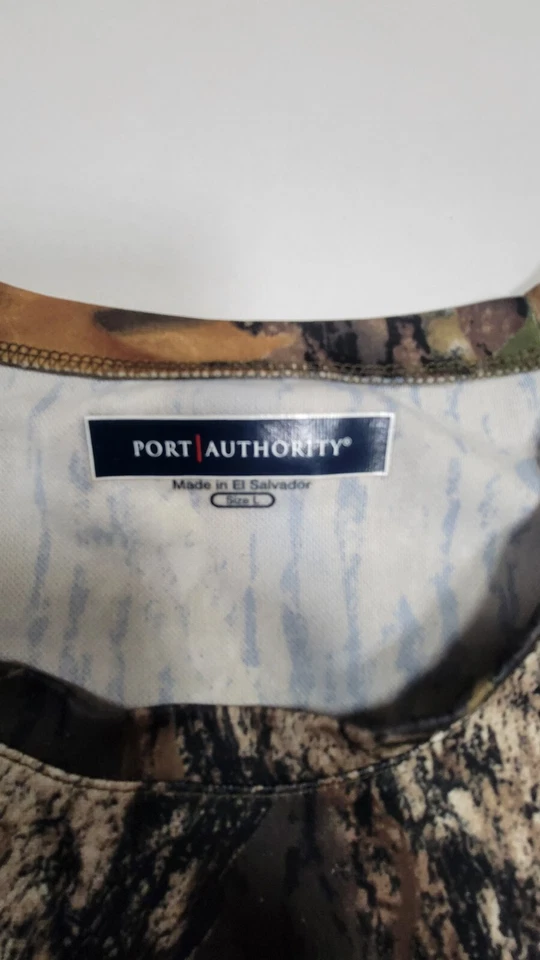 PORT|AUTHORITY®
Made in El Salvador
Size L